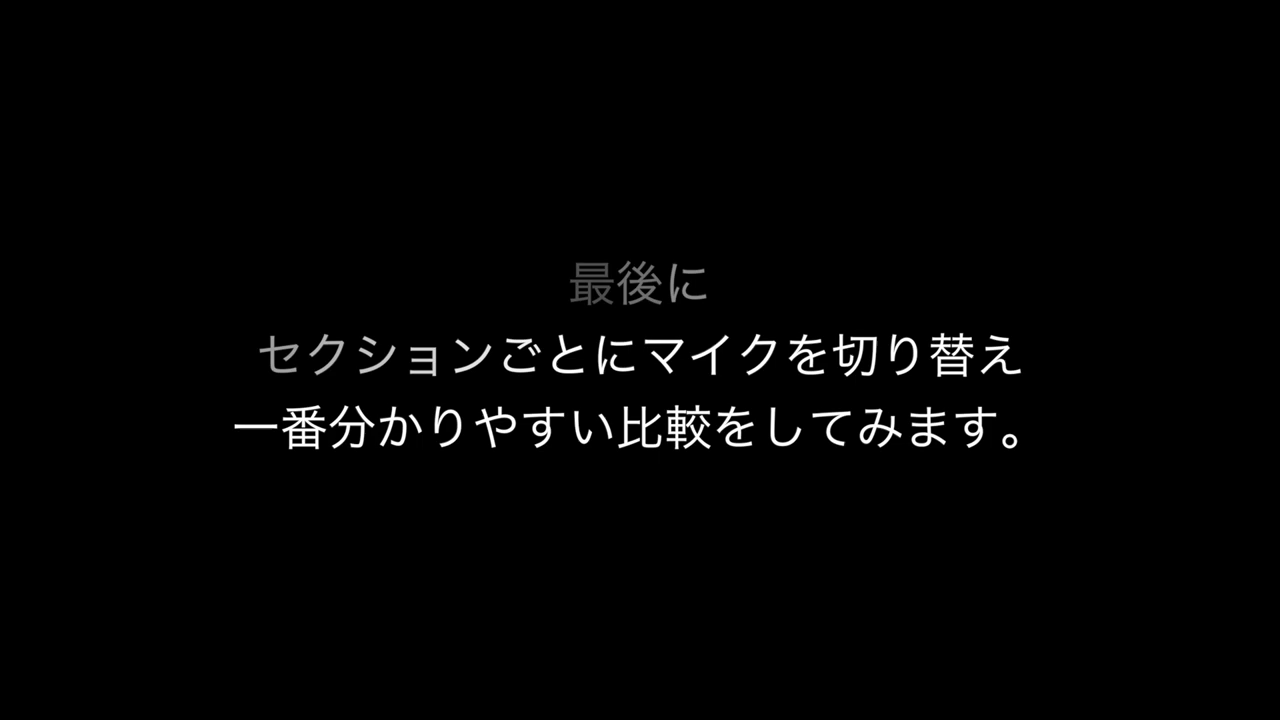 最後に
セクションごとにマイクを切り替え
一番分かりやすい比較をしてみます。